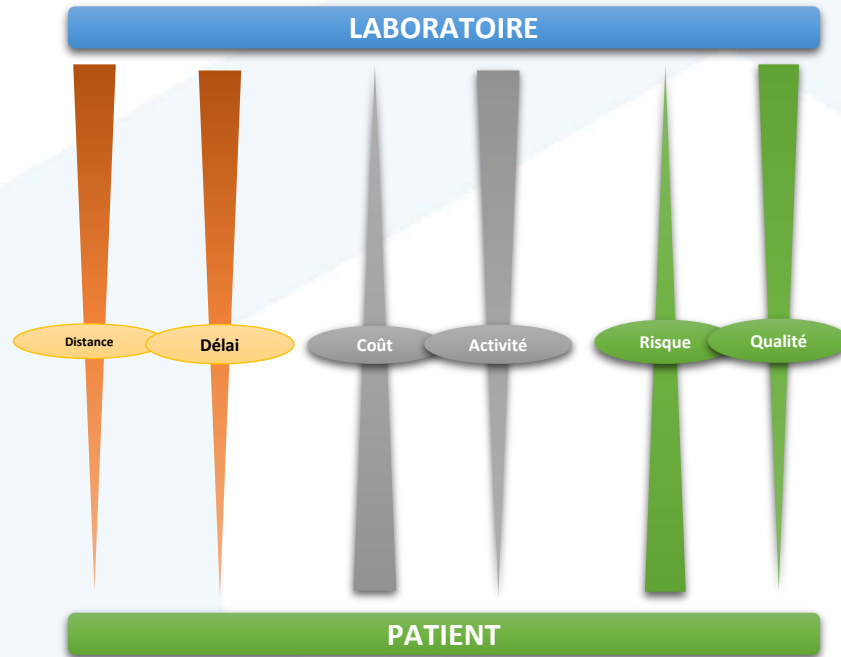 LABORATOIRE
Distance
Délai
Coût
Activité
Risque
Qualité
PATIENT